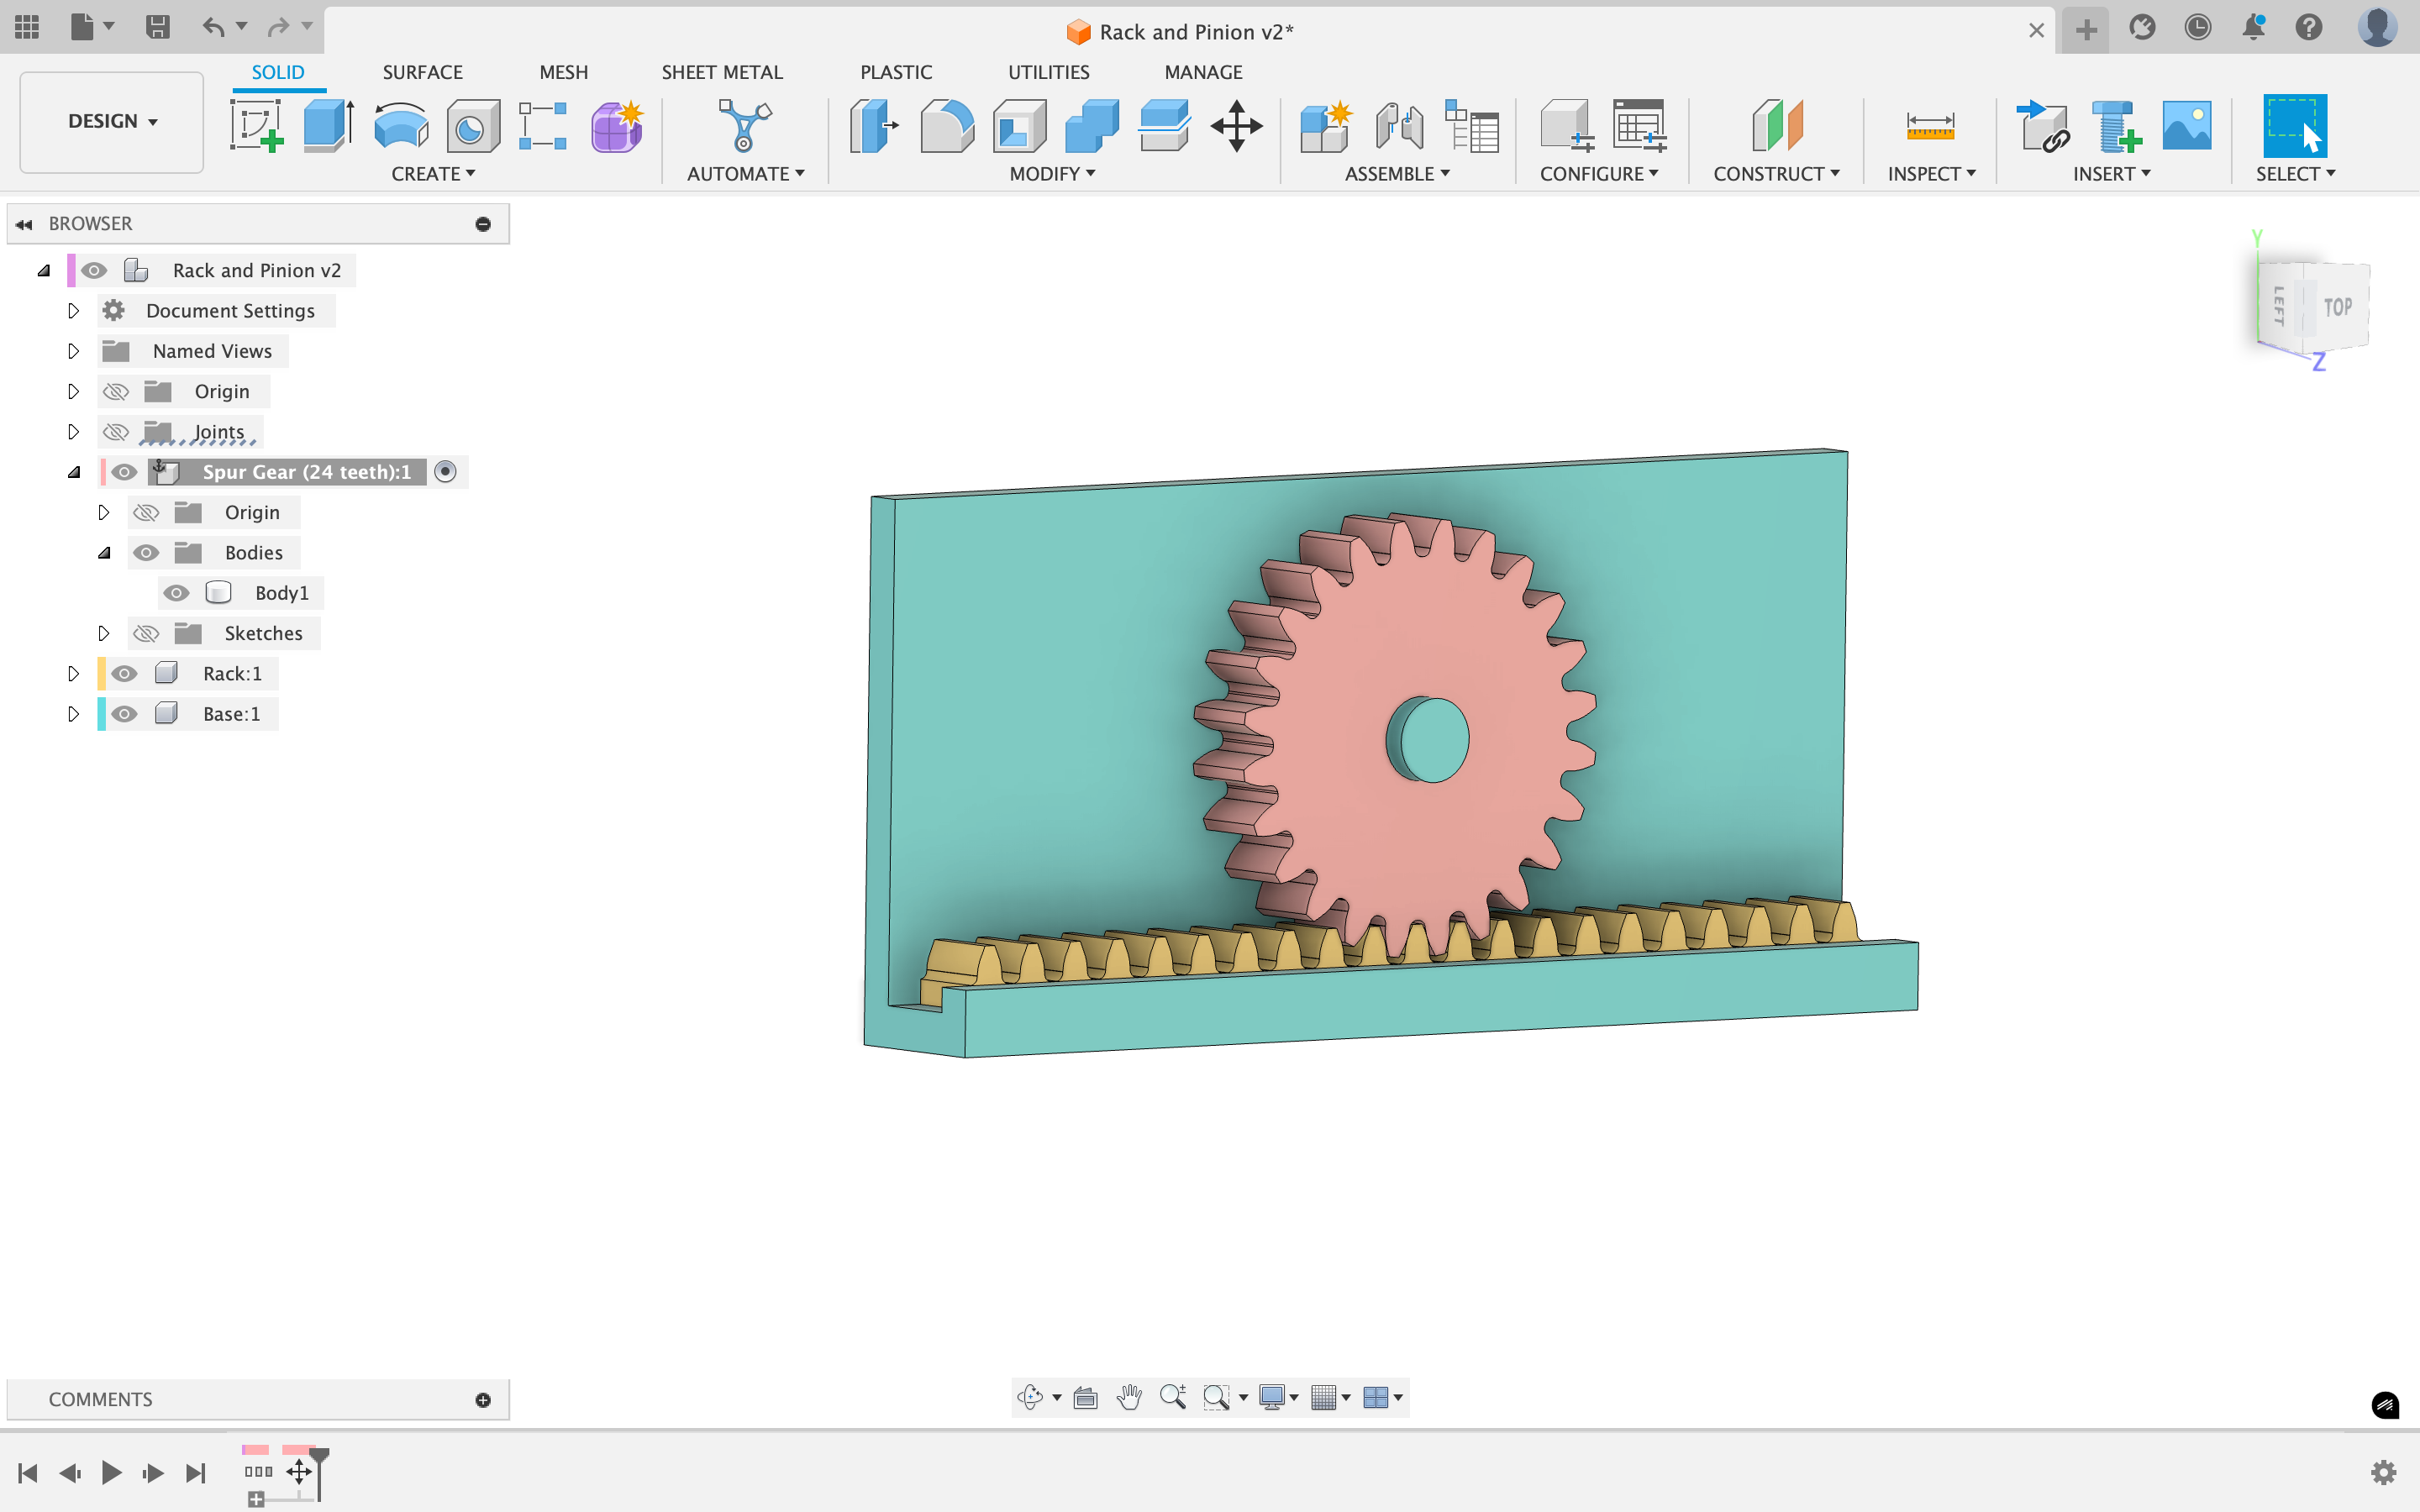 Rack and Pinion v2*
SOLID SURFACE MESH SHEET METAL PLASTIC UTILITIES MANAGE
DESIGN
CREATE AUTOMATE MODIFY ASSEMBLE CONFIGURE CONSTRUCT INSPECT INSERT SELECT
BROWSER
Rack and Pinion v2
Document Settings
Named Views
Origin
Joints
Spur Gear (24 teeth):1
Origin
Bodies
Body1
Sketches
Rack:1
Base:1
Y
LEFT TOP
Z
COMMENTS